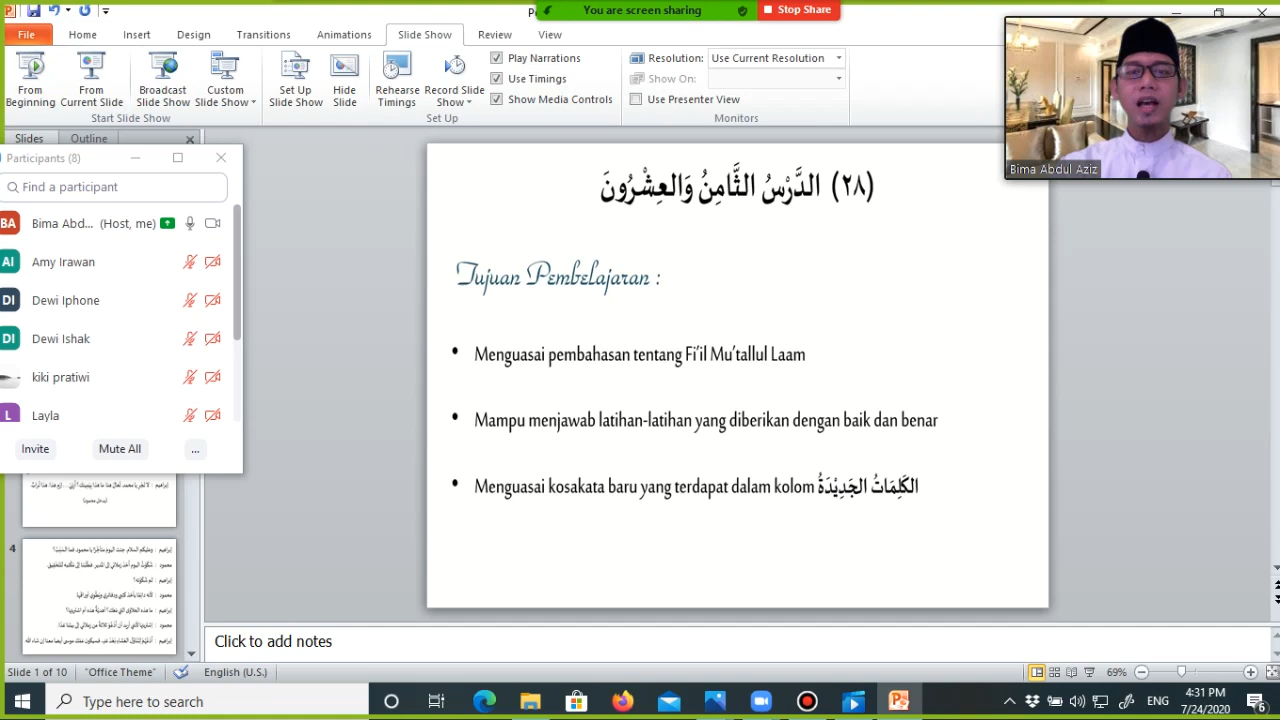 You are screen sharing
Stop Share
File Home Insert Design Transitions Animations Slide Show Review View
From Beginning
From Current Slide
Broadcast Slide Show
Custom Slide Show
Set Up Slide Show
Hide Slide
Rehearse Timings
Record Slide Show
Play Narrations
Use Timings
Show Media Controls
Resolution: Use Current Resolution
Show On:
Use Presenter View
Start Slide Show
Set Up
Monitors
Bima Abdul Aziz
Slides Outline
Participants (8)
Find a participant
BA Bima Abd... (Host, me)
AI Amy Irawan
DI Dewi Iphone
DI Dewi Ishak
kiki pratiwi
L Layla
Invite Mute All ...
4
(٢٨) الدَّرْسُ الثَّامِنُ وَالعِشْرُونَ
Tujuan Pembelajaran :
• Menguasai pembahasan tentang Fi'il Mu'tallul Laam
• Mampu menjawab latihan-latihan yang diberikan dengan baik dan benar
• Menguasai kosakata baru yang terdapat dalam kolom الكَلِمَاتُ الجَدِيْدَةُ
Click to add notes
Slide 1 of 10 "Office Theme" English (U.S.) 69%
Type here to search
ENG
4:31 PM
7/24/2020
6